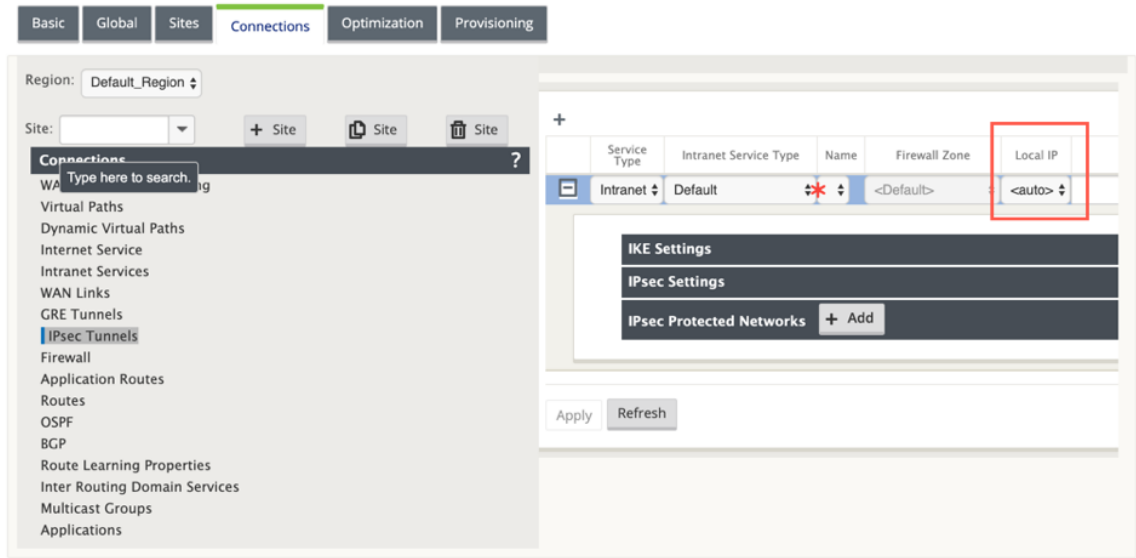 Basic Global Sites Connections Optimization Provisioning
Region: Default_Region
Site: + Site Site Site
Connections ?
Type here to search.
WA ng
Virtual Paths
Dynamic Virtual Paths
Internet Service
Intranet Services
WAN Links
GRE Tunnels
IPsec Tunnels
Firewall
Application Routes
Routes
OSPF
BGP
Route Learning Properties
Inter Routing Domain Services
Multicast Groups
Applications
+
Service Type Intranet Service Type Name Firewall Zone Local IP
Intranet Default * <Default> <auto>
IKE Settings
IPsec Settings
IPsec Protected Networks + Add
Apply Refresh